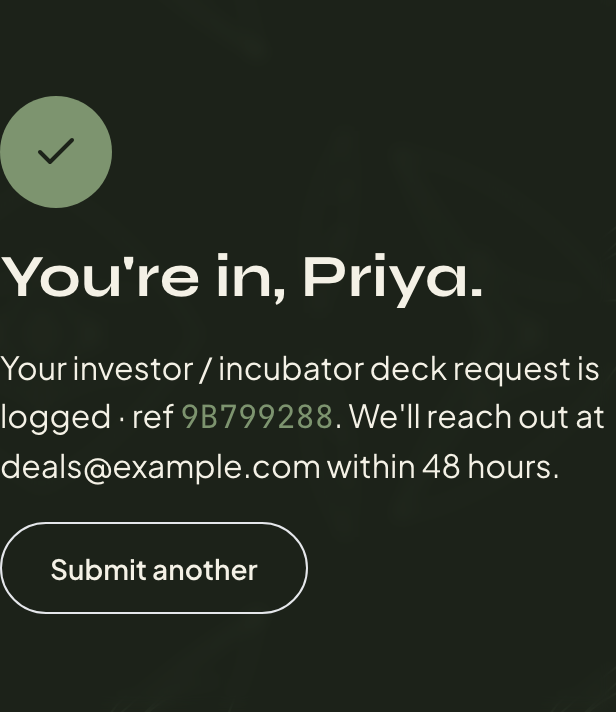 You're in, Priya.
Your investor / incubator deck request is
logged · ref 9B799288. We'll reach out at
deals@example.com within 48 hours.
Submit another